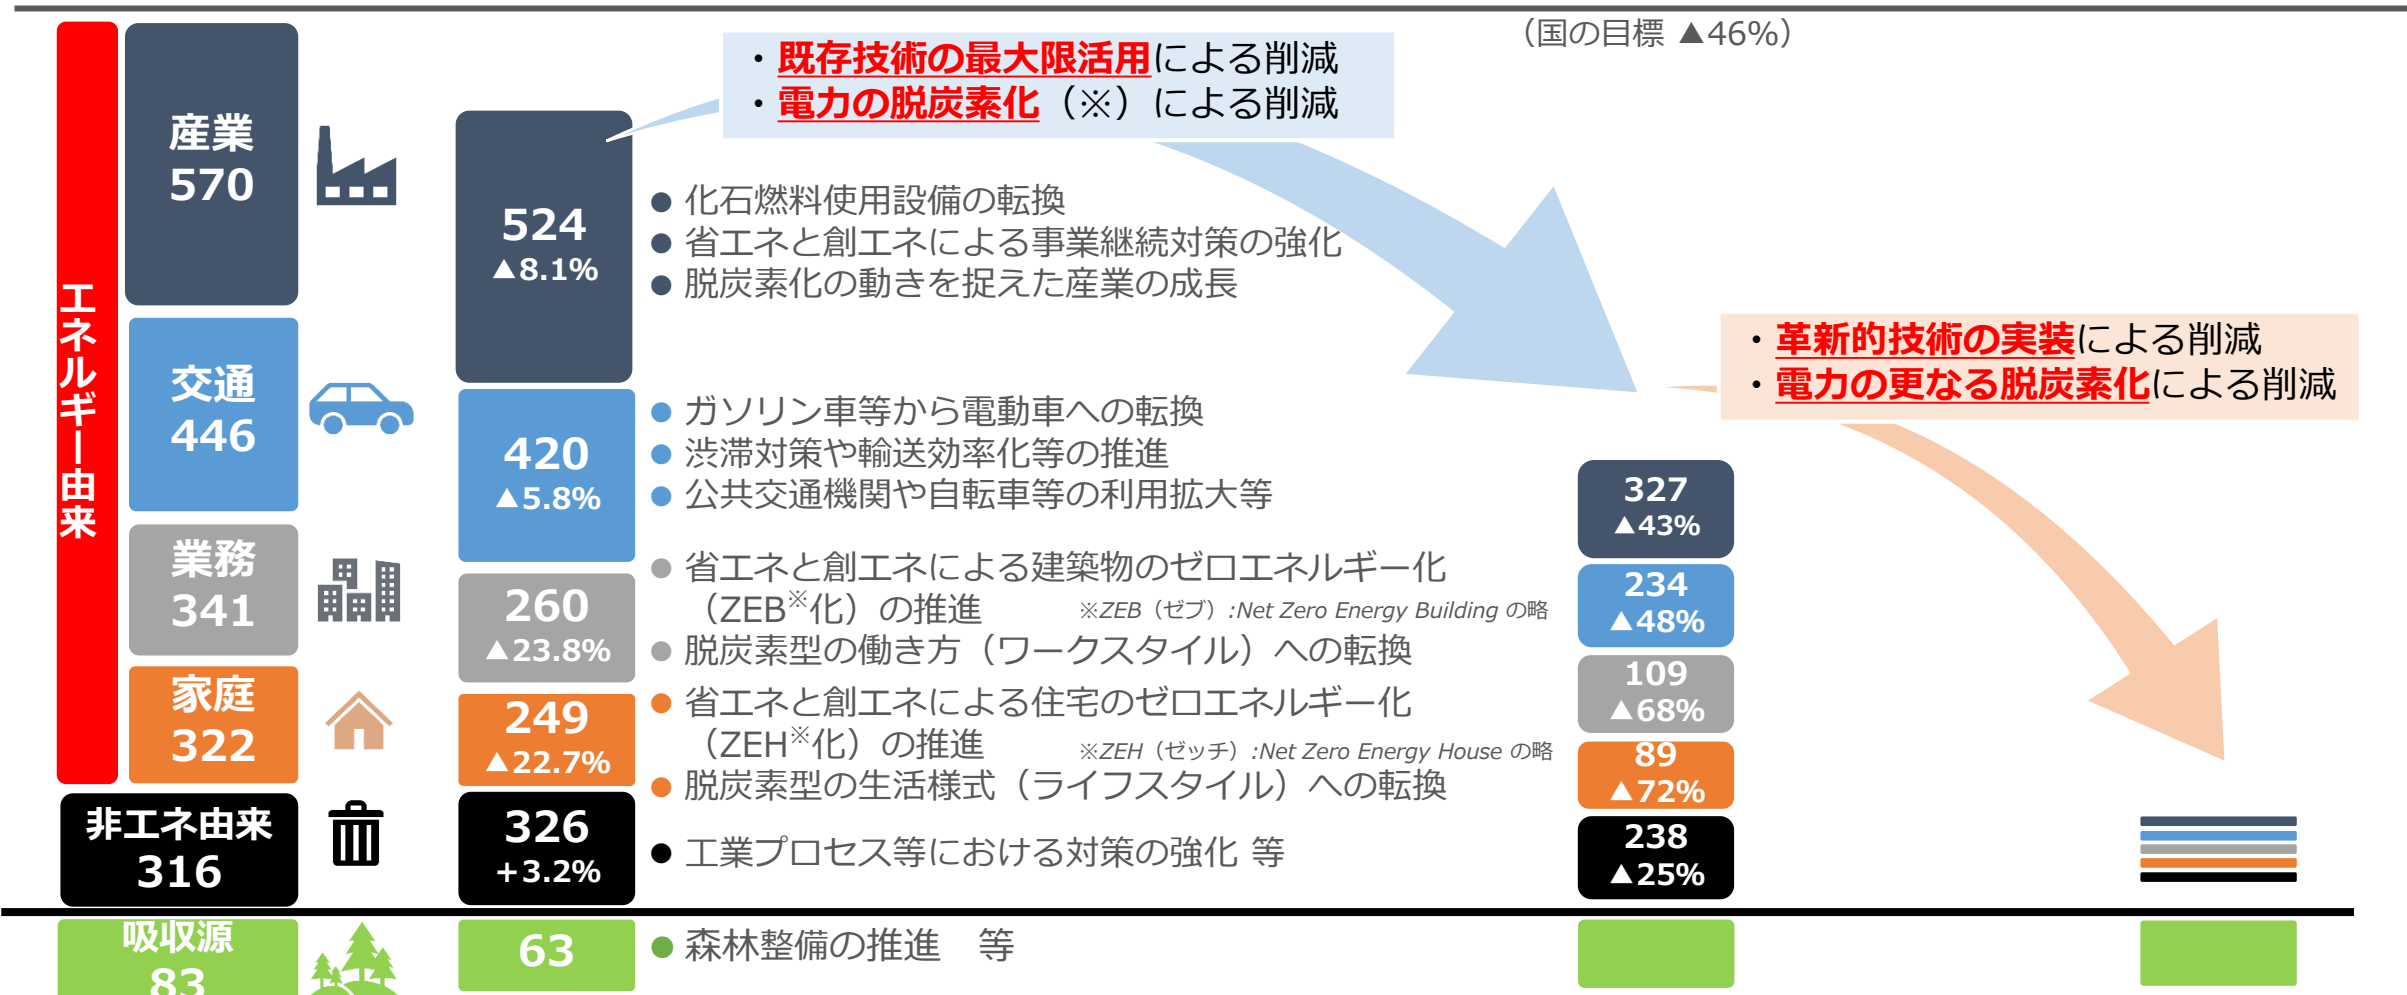 （国の目標 ▲46%）
・既存技術の最大限活用による削減
・電力の脱炭素化（※）による削減
エネルギー由来
産業
570
524
▲8.1%
● 化石燃料使用設備の転換
● 省エネと創エネによる事業継続対策の強化
● 脱炭素化の動きを捉えた産業の成長
・革新的技術の実装による削減
・電力の更なる脱炭素化による削減
交通
446
420
▲5.8%
● ガソリン車等から電動車への転換
● 渋滞対策や輸送効率化等の推進
● 公共交通機関や自転車等の利用拡大等
327
▲43%
業務
341
260
▲23.8%
● 省エネと創エネによる建築物のゼロエネルギー化
（ZEB※化）の推進 ※ZEB（ゼブ）:Net Zero Energy Building の略
● 脱炭素型の働き方（ワークスタイル）への転換
234
▲48%
109
▲68%
家庭
322
249
▲22.7%
● 省エネと創エネによる住宅のゼロエネルギー化
（ZEH※化）の推進 ※ZEH（ゼッチ）:Net Zero Energy House の略
● 脱炭素型の生活様式（ライフスタイル）への転換
89
▲72%
非エネ由来
316
326
+3.2%
● 工業プロセス等における対策の強化 等
238
▲25%
吸収源
83
63
● 森林整備の推進　等